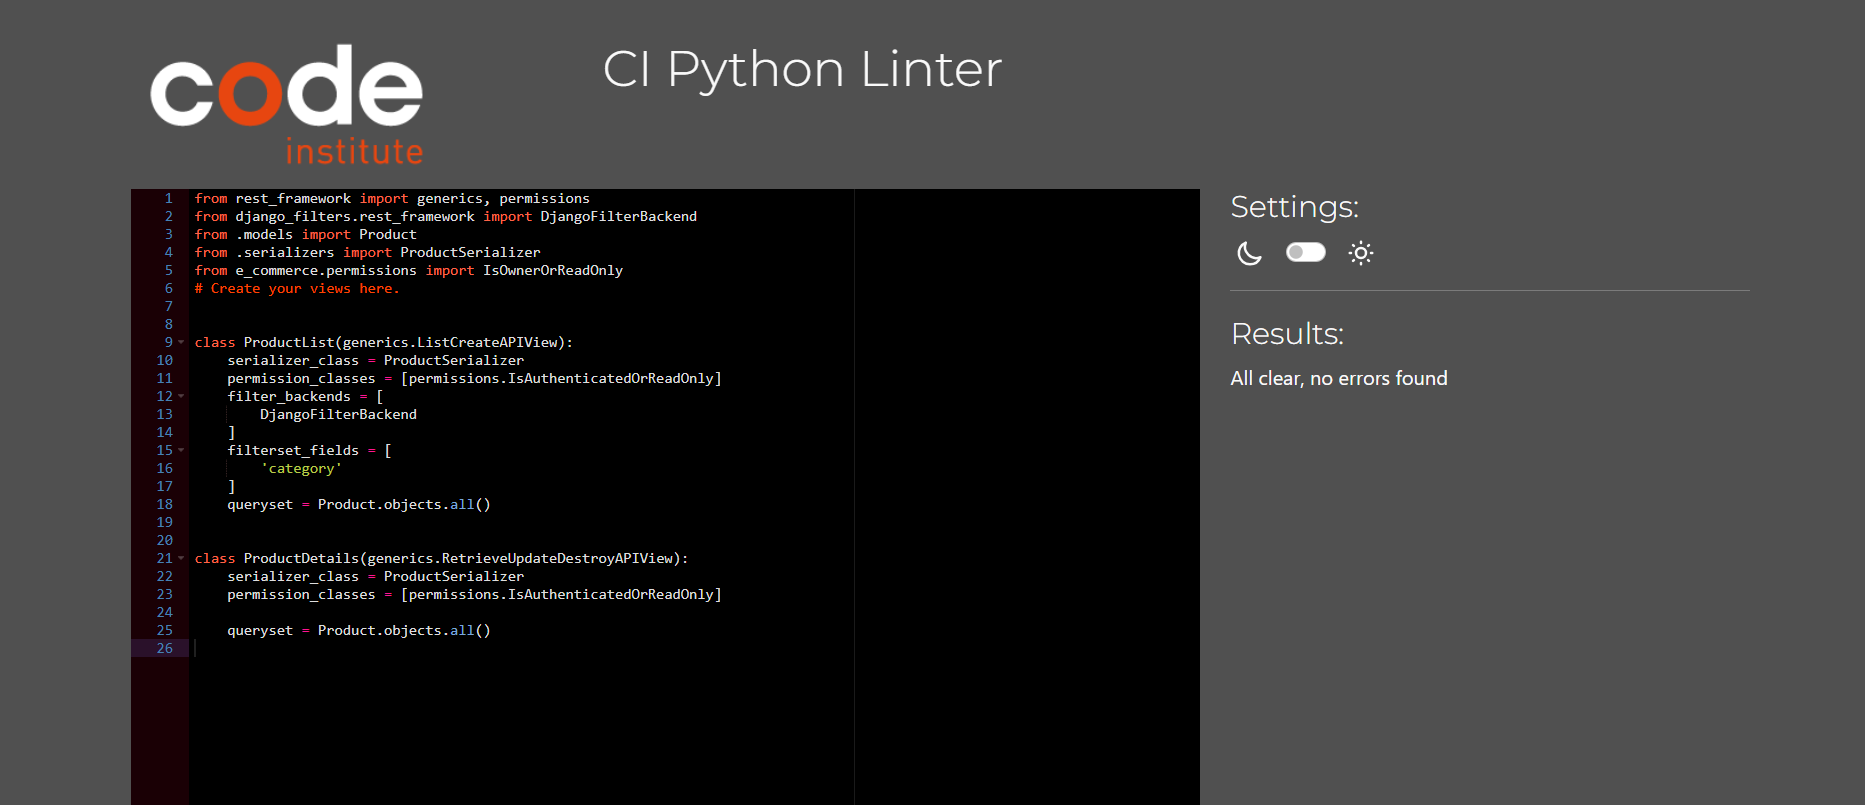 code
institute
CI Python Linter
1 from rest_framework import generics, permissions
2 from django_filters.rest_framework import DjangoFilterBackend
3 from .models import Product
4 from .serializers import ProductSerializer
5 from e_commerce.permissions import IsOwnerOrReadOnly
6 # Create your views here.
7
8
9 class ProductList(generics.ListCreateAPIView):
10     serializer_class = ProductSerializer
11     permission_classes = [permissions.IsAuthenticatedOrReadOnly]
12     filter_backends = [
13         DjangoFilterBackend
14     ]
15     filterset_fields = [
16         'category'
17     ]
18     queryset = Product.objects.all()
19
20
21 class ProductDetails(generics.RetrieveUpdateDestroyAPIView):
22     serializer_class = ProductSerializer
23     permission_classes = [permissions.IsAuthenticatedOrReadOnly]
24
25     queryset = Product.objects.all()
26
Settings:
Results:
All clear, no errors found